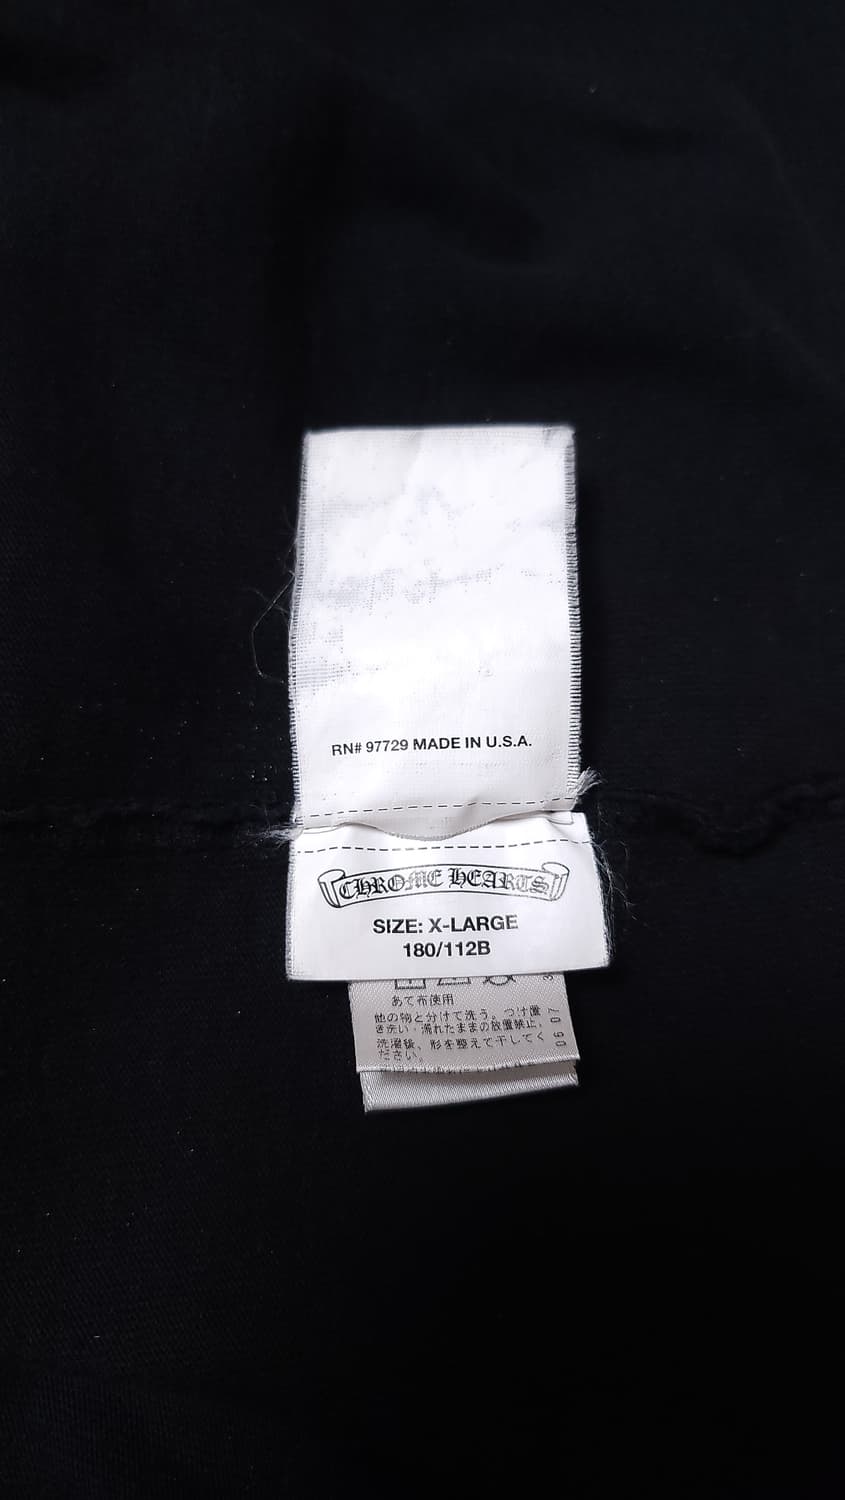 RN# 97729 MADE IN U.S.A.
CHROME HEARTS
SIZE: X-LARGE
180/112B
あて布使用
他の物と分けて洗う。つけ置
き洗い・濡れたままの放置禁止。
洗濯後、形を整えて干してく
ださい。
06 07